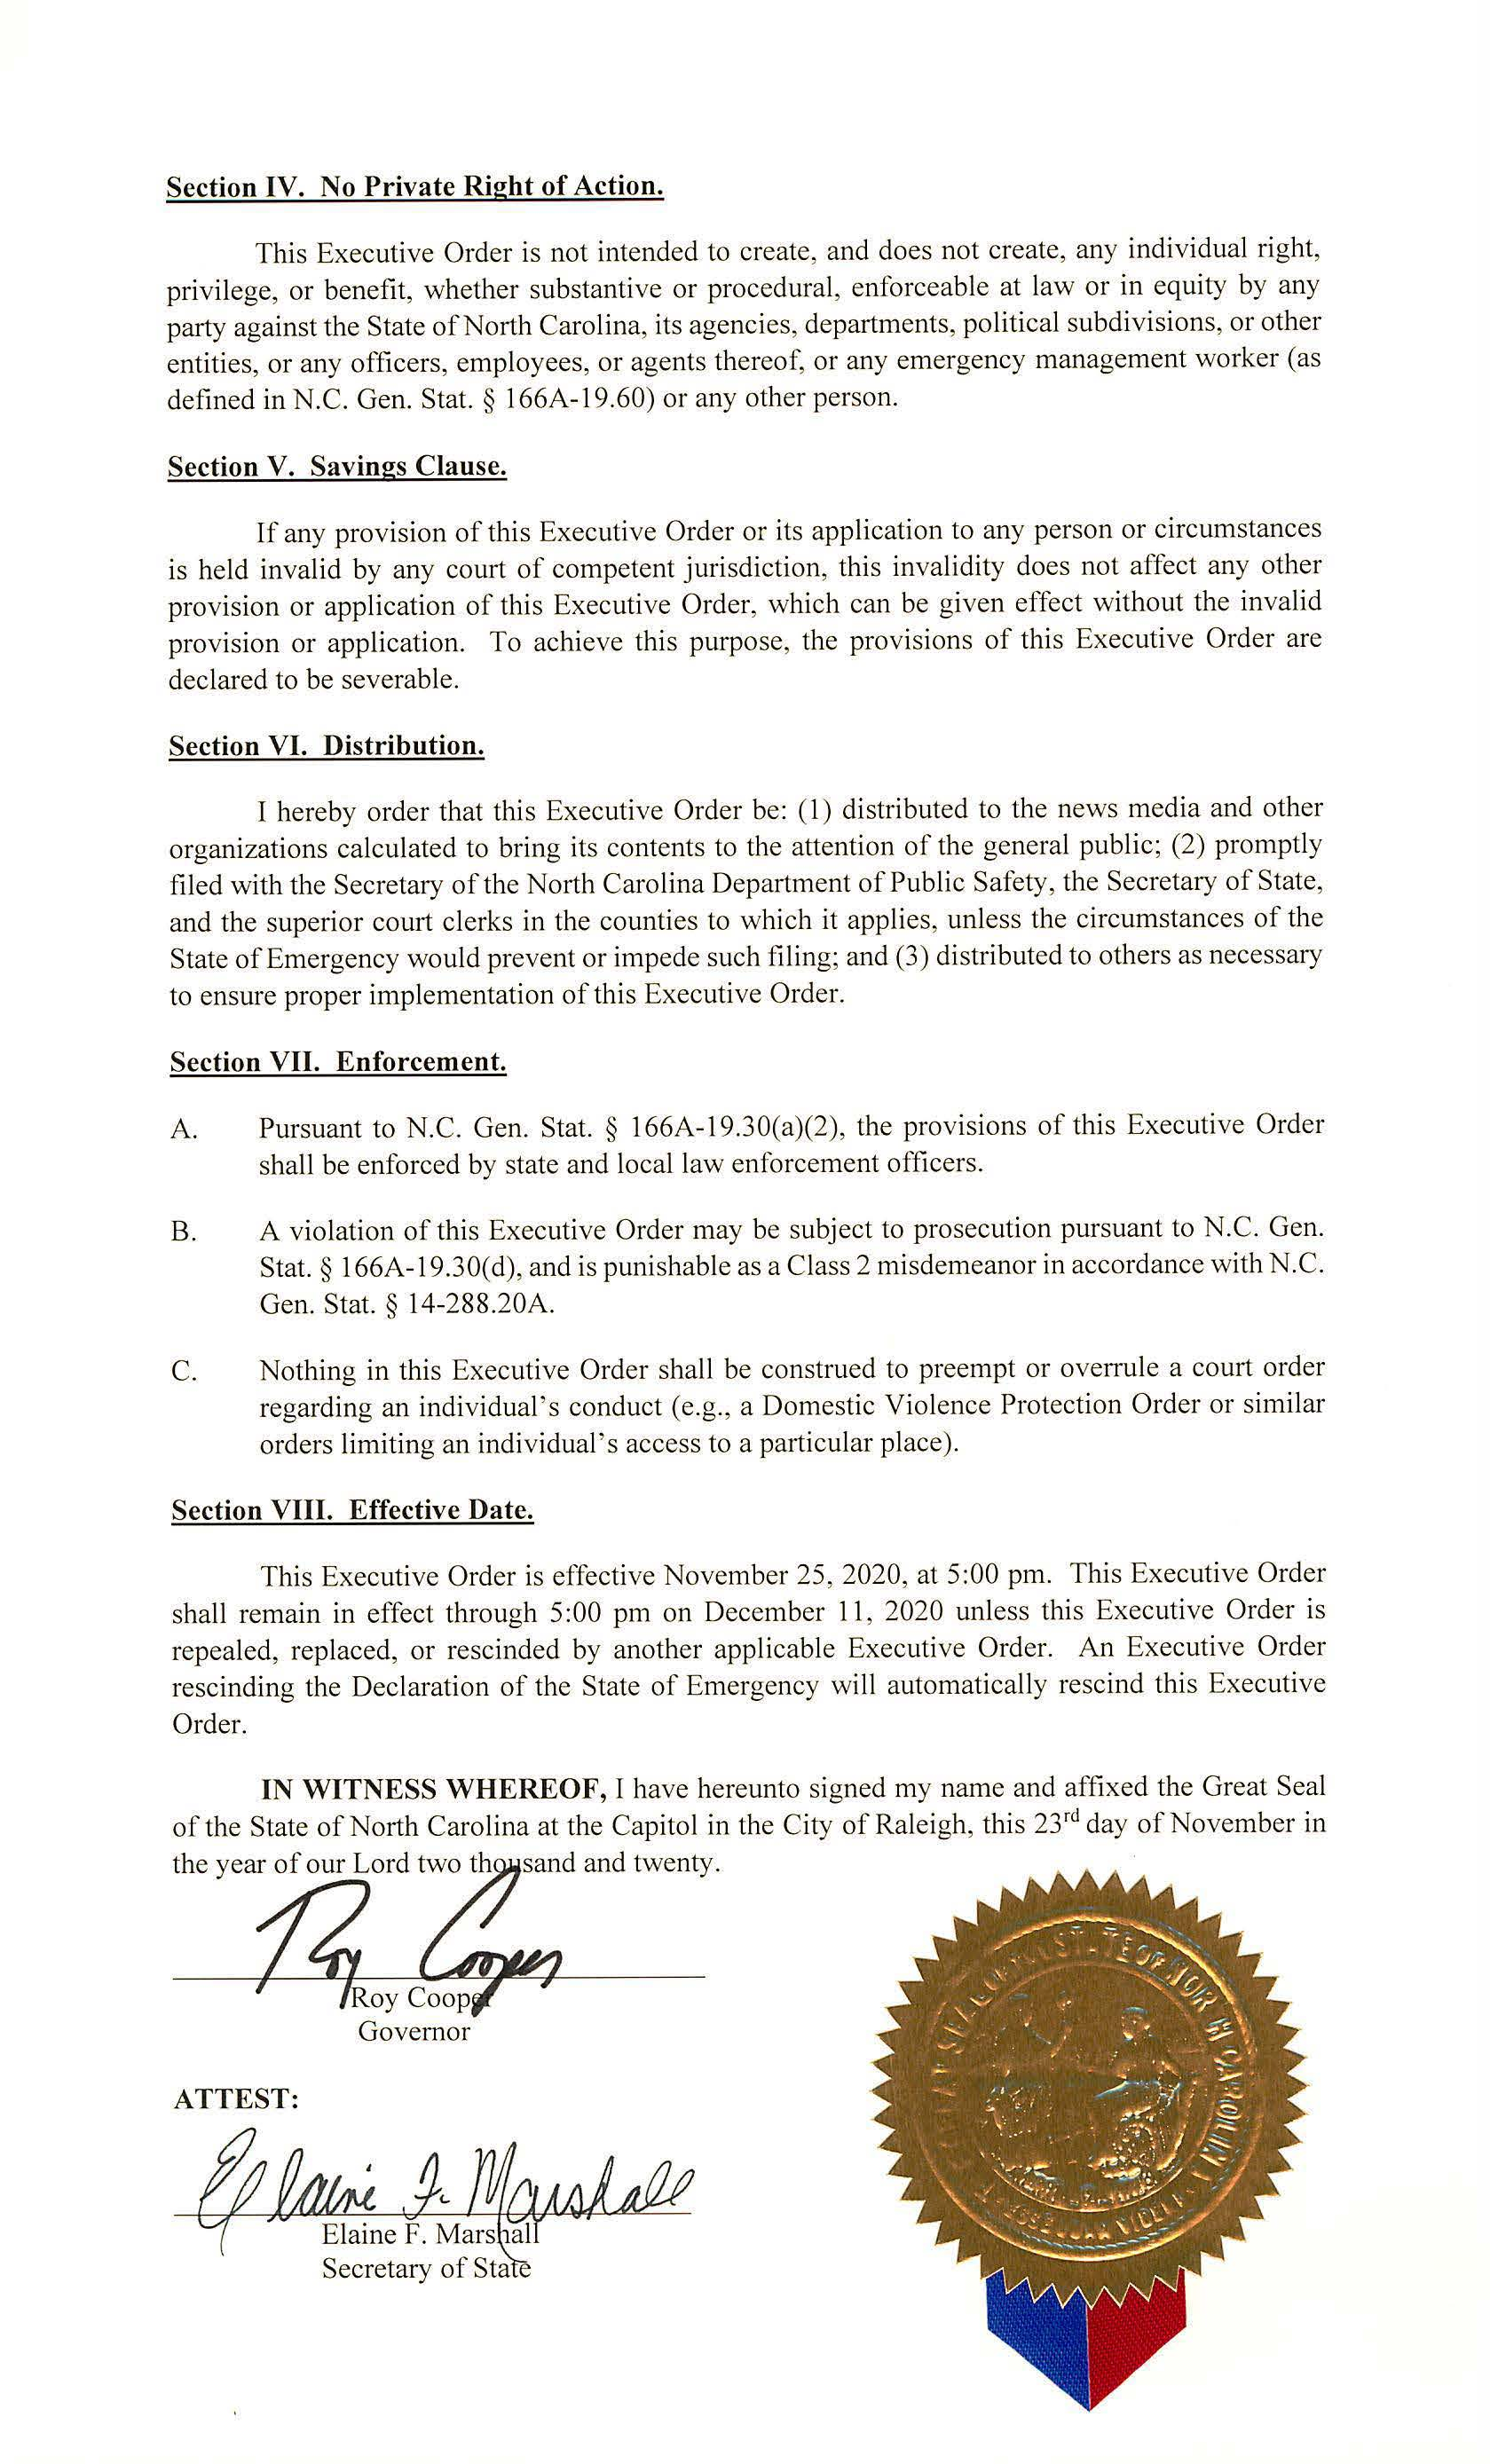 Section IV. No Private Right of Action.
This Executive Order is not intended to create, and does not create, any individual right,
privilege, or benefit, whether substantive or procedural, enforceable at law or in equity by any
party against the State of North Carolina, its agencies, departments, political subdivisions, or other
entities, or any officers, employees, or agents thereof, or any emergency management worker (as
defined in N.C. Gen. Stat. § 166A-19.60) or any other person.
Section V. Savings Clause.
If any provision of this Executive Order or its application to any person or circumstances
is held invalid by any court of competent jurisdiction, this invalidity does not affect any other
provision or application of this Executive Order, which can be given effect without the invalid
provision or application. To achieve this purpose, the provisions of this Executive Order are
declared to be severable.
Section VI. Distribution.
I hereby order that this Executive Order be: (1) distributed to the news media and other
organizations calculated to bring its contents to the attention of the general public; (2) promptly
filed with the Secretary of the North Carolina Department of Public Safety, the Secretary of State,
and the superior court clerks in the counties to which it applies, unless the circumstances of the
State of Emergency would prevent or impede such filing; and (3) distributed to others as necessary
to ensure proper implementation of this Executive Order.
Section VII. Enforcement.
A. Pursuant to N.C. Gen. Stat. § 166A-19.30(a)(2), the provisions of this Executive Order
shall be enforced by state and local law enforcement officers.
B. A violation of this Executive Order may be subject to prosecution pursuant to N.C. Gen.
Stat. § 166A-19.30(d), and is punishable as a Class 2 misdemeanor in accordance with N.C.
Gen. Stat. § 14-288.20A.
C. Nothing in this Executive Order shall be construed to preempt or overrule a court order
regarding an individual's conduct (e.g., a Domestic Violence Protection Order or similar
orders limiting an individual's access to a particular place).
Section VIII. Effective Date.
This Executive Order is effective November 25, 2020, at 5:00 pm. This Executive Order
shall remain in effect through 5:00 pm on December 11, 2020 unless this Executive Order is
repealed, replaced, or rescinded by another applicable Executive Order. An Executive Order
rescinding the Declaration of the State of Emergency will automatically rescind this Executive
Order.
IN WITNESS WHEREOF, I have hereunto signed my name and affixed the Great Seal
of the State of North Carolina at the Capitol in the City of Raleigh, this 23rd day of November in
the year of our Lord two thousand and twenty.
Roy Cooper
Roy Cooper
Governor
ATTEST:
Elaine F. Marshall
Elaine F. Marshall
Secretary of State